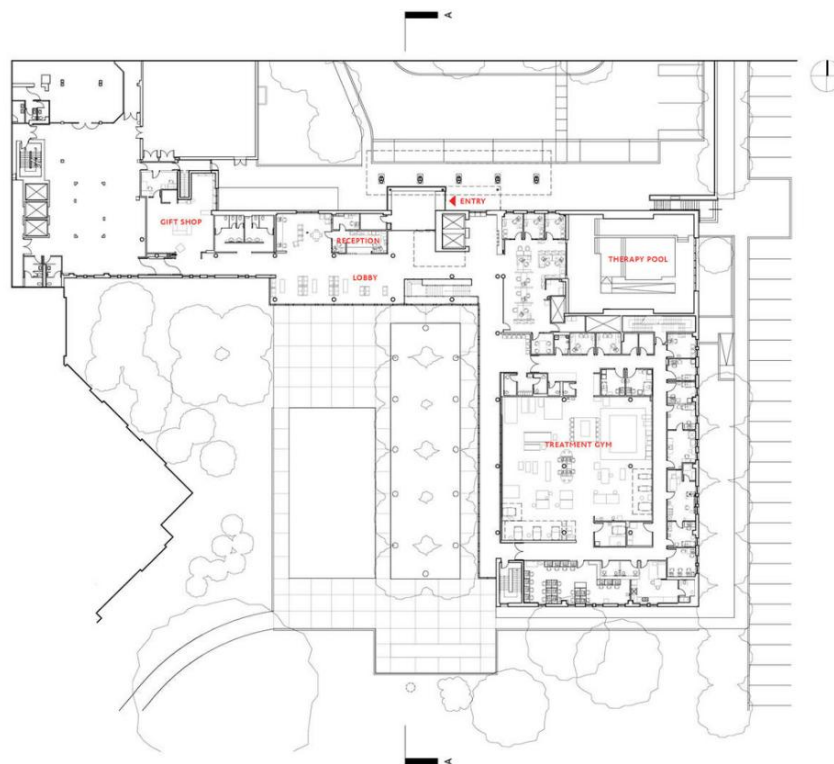 A
ENTRY
GIFT SHOP
RECEPTION
THERAPY POOL
LOBBY
TREATMENT GYM
A